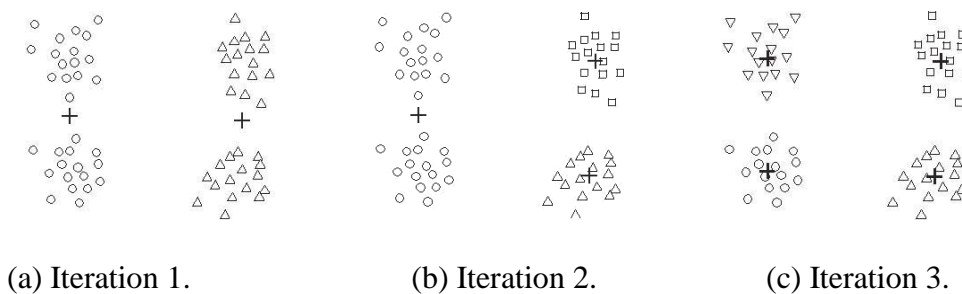 (a) Iteration 1.
(b) Iteration 2.
(c) Iteration 3.